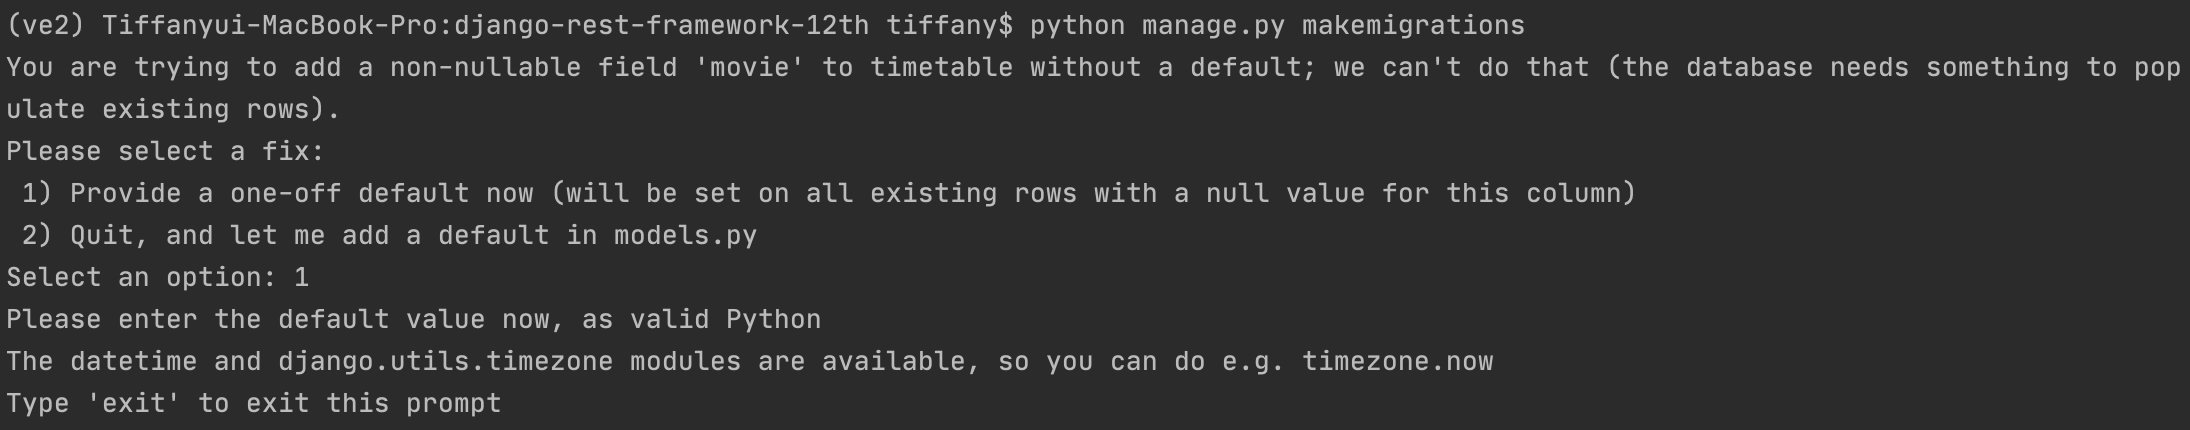 (ve2) Tiffanyui-MacBook-Pro:django-rest-framework-12th tiffany$ python manage.py makemigrations
You are trying to add a non-nullable field 'movie' to timetable without a default; we can't do that (the database needs something to pop
ulate existing rows).
Please select a fix:
 1) Provide a one-off default now (will be set on all existing rows with a null value for this column)
 2) Quit, and let me add a default in models.py
Select an option: 1
Please enter the default value now, as valid Python
The datetime and django.utils.timezone modules are available, so you can do e.g. timezone.now
Type 'exit' to exit this prompt